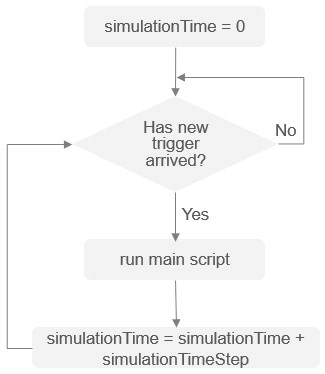 simulationTime = 0
Has new
trigger
arrived?
No
Yes
run main script
simulationTime = simulationTime +
simulationTimeStep